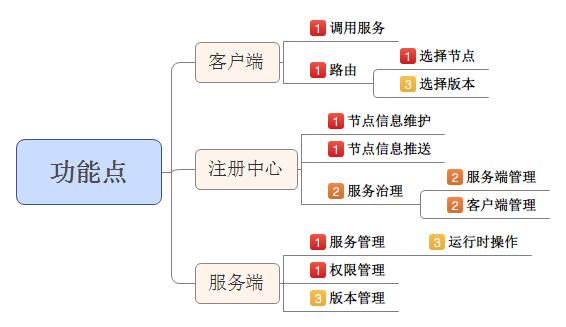 功能点
客户端
1 调用服务
1 路由
1 选择节点
3 选择版本
注册中心
1 节点信息维护
1 节点信息推送
2 服务治理
2 服务端管理
2 客户端管理
服务端
1 服务管理
3 运行时操作
1 权限管理
3 版本管理